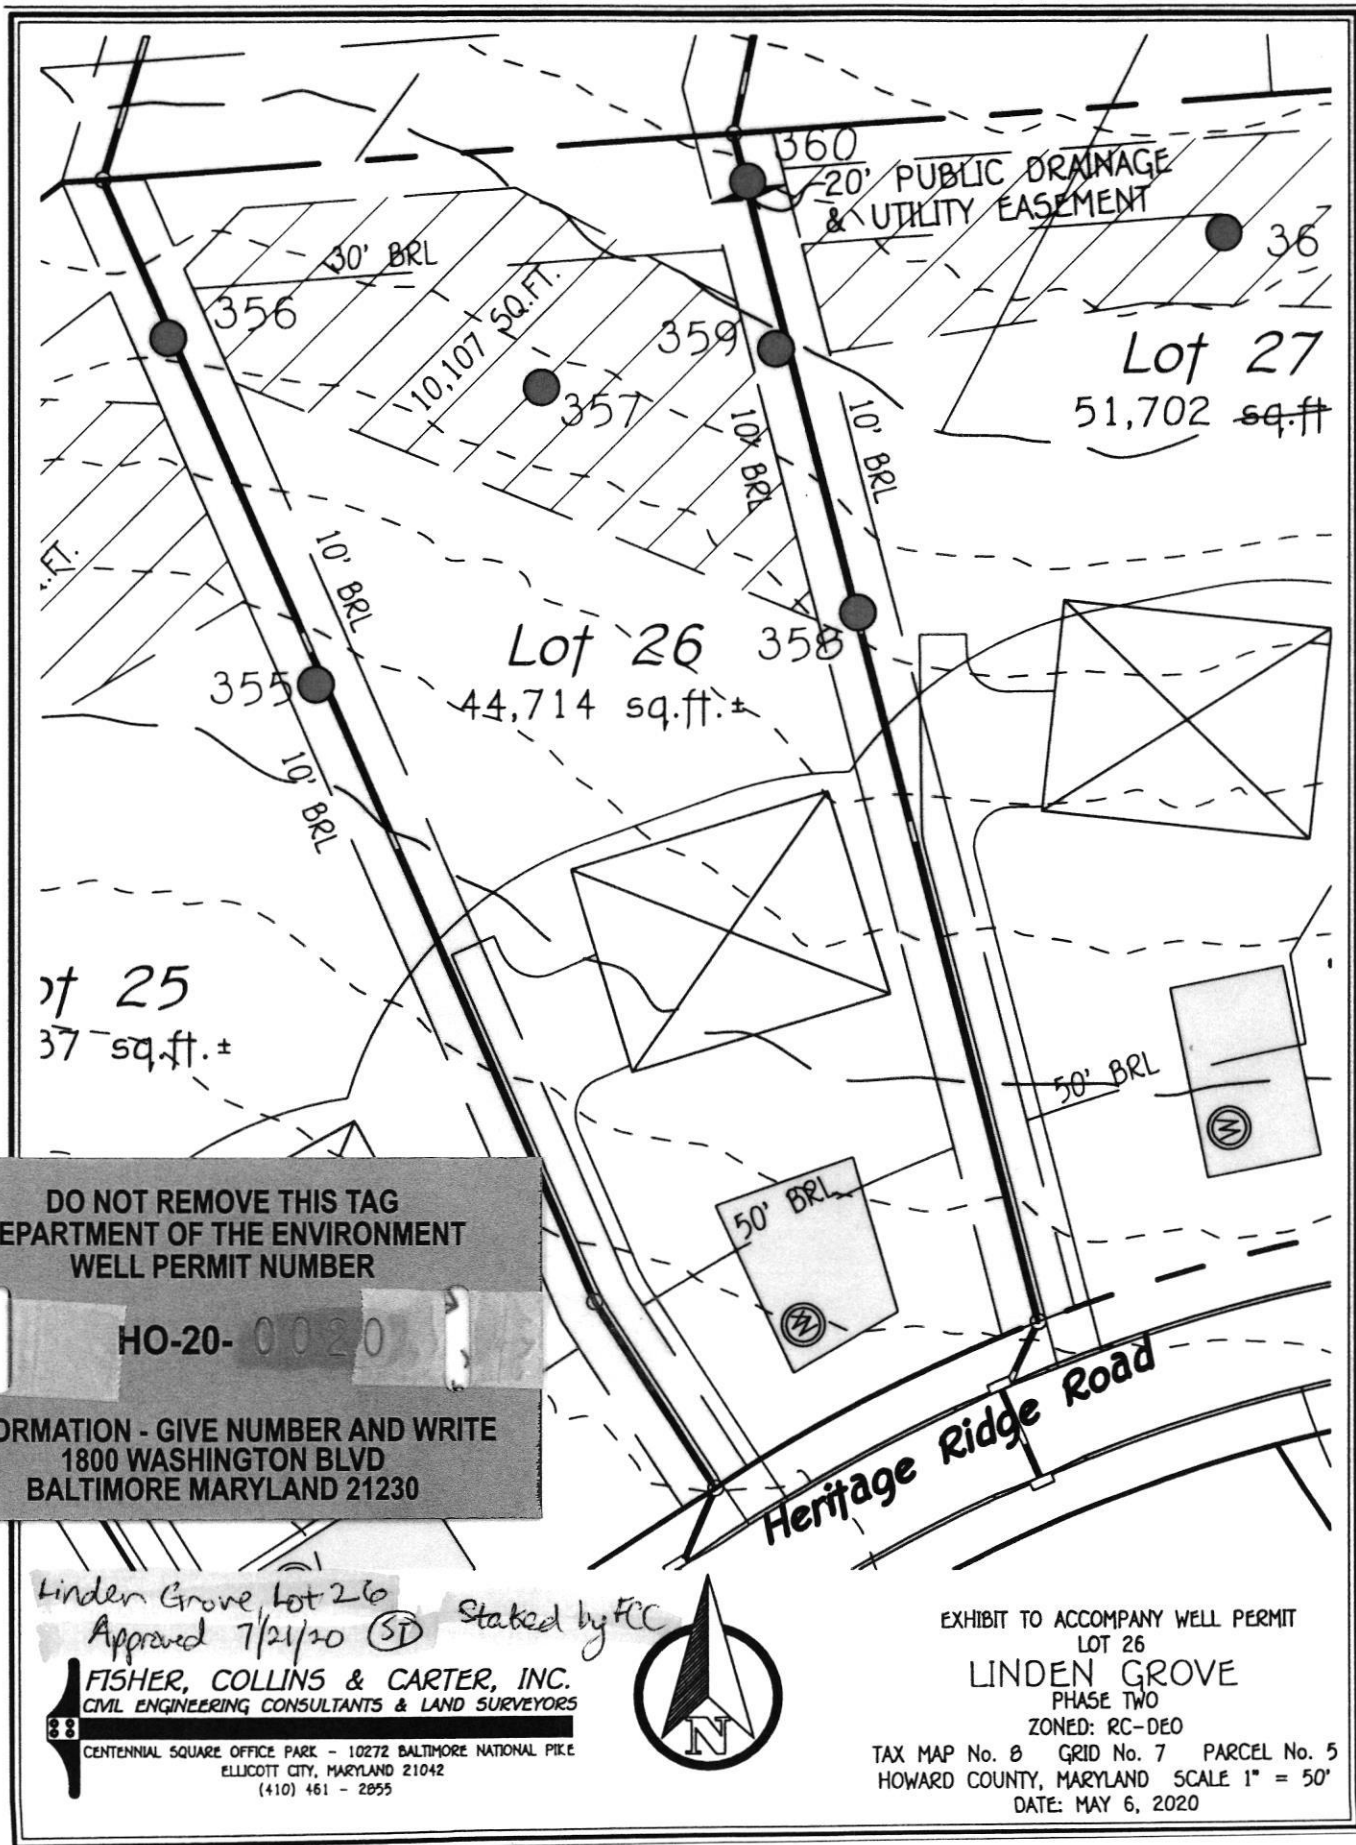 360
20' PUBLIC DRAINAGE
& UTILITY EASEMENT
36
30' BRL
356
10,107 SQ.FT.
359
357
Lot 27
51,702 sq.ft
10' BRL
10' BRL
10' BRL
Lot 26
44,714 sq.ft.±
358
355
10' BRL
25
37 sq.ft.±
50' BRL
W
50' BRL
W
DO NOT REMOVE THIS TAG
EPARTMENT OF THE ENVIRONMENT
WELL PERMIT NUMBER
HO-20-0020
ORMATION - GIVE NUMBER AND WRITE
1800 WASHINGTON BLVD
BALTIMORE MARYLAND 21230
Heritage Ridge Road
Linden Grove, Lot 26
Approved 7/21/20 Staked by FCC
FISHER, COLLINS & CARTER, INC.
CIVIL ENGINEERING CONSULTANTS & LAND SURVEYORS
CENTENNIAL SQUARE OFFICE PARK - 10272 BALTIMORE NATIONAL PIKE
ELLICOTT CITY, MARYLAND 21042
(410) 461 - 2855
N
EXHIBIT TO ACCOMPANY WELL PERMIT
LOT 26
LINDEN GROVE
PHASE TWO
ZONED: RC-DEO
TAX MAP No. 8 GRID No. 7 PARCEL No. 5
HOWARD COUNTY, MARYLAND SCALE 1" = 50'
DATE: MAY 6, 2020